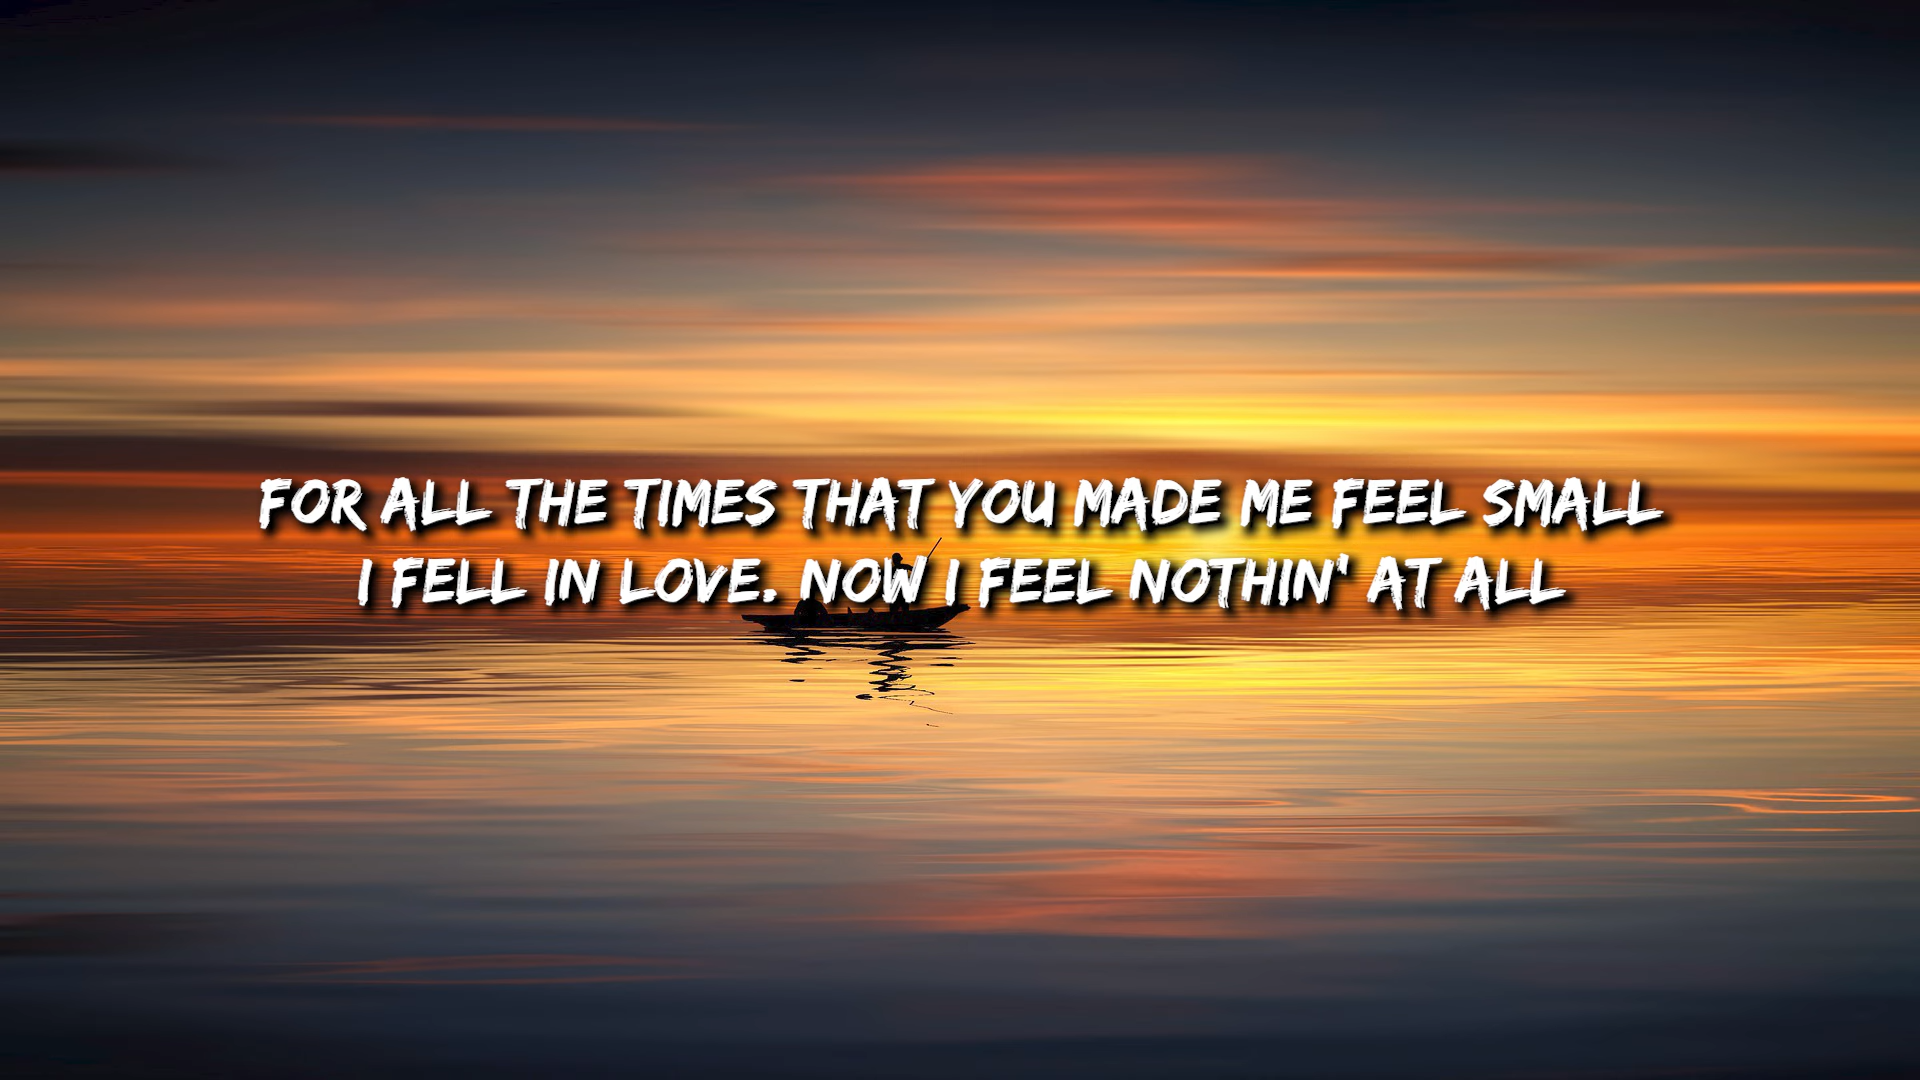 FOR ALL THE TIMES THAT YOU MADE ME FEEL SMALL
I FELL IN LOVE. NOW I FEEL NOTHIN' AT ALL